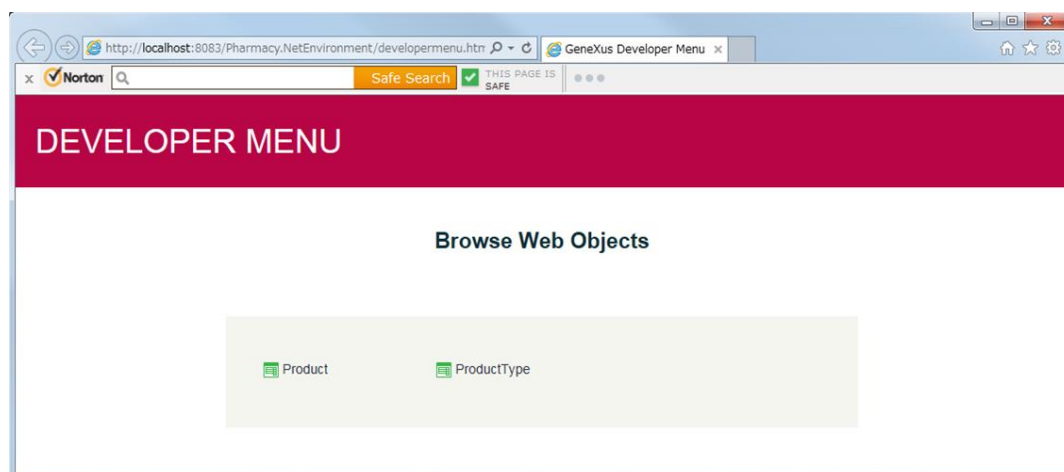 http://localhost:8083/Pharmacy.NetEnvironment/developermenu.htm
GeneXus Developer Menu
Norton
Safe Search
THIS PAGE IS
SAFE
DEVELOPER MENU
Browse Web Objects
Product ProductType